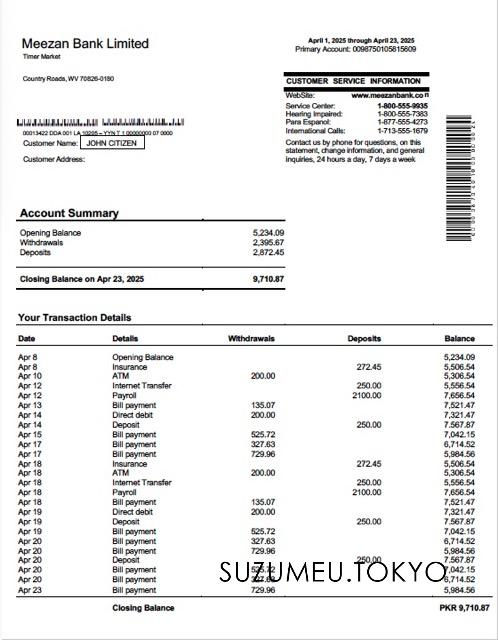 Meezan Bank Limited
Timer Market
Country Roads, WV 70826-0180
April 1, 2025 through April 23, 2025
Primary Account: 00987501058 15609
CUSTOMER SERVICE INFORMATION
WebSite: www.meezanbank.co
Service Center: 1-800-555-9935
Hearing Impaired: 1-800-555-7383
Para Espanol: 1-877-555-4273
International Calls: 1-713-555-1679
Contact us by phone for questions, on this
statement, change information, and general
inquiries, 24 hours a day, 7 days a week
00013422 DDA 001 LA 10205 - YYN T 1 00000000 07 0000
Customer Name: JOHN CITIZEN
Customer Address:
Account Summary
Opening Balance 5,234.09
Withdrawals 2,395.67
Deposits 2,872.45
Closing Balance on Apr 23, 2025 9,710.87
Your Transaction Details
Date Details Withdrawals Deposits Balance
Apr 8 Opening Balance 5,234.09
Apr 8 Insurance 272.45 5,506.54
Apr 10 ATM 200.00 5,306.54
Apr 12 Internet Transfer 250.00 5,556.54
Apr 12 Payroll 2100.00 7,656.54
Apr 13 Bill payment 135.07 7,521.47
Apr 14 Direct debit 200.00 7,321.47
Apr 14 Deposit 250.00 7.567.87
Apr 15 Bill payment 525.72 7,042.15
Apr 17 Bill payment 327.63 6,714.52
Apr 17 Bill payment 729.96 5,984.56
Apr 18 Insurance 272.45 5,506.54
Apr 18 ATM 200.00 5,306.54
Apr 18 Internet Transfer 250.00 5,556.54
Apr 18 Payroll 2100.00 7,656.54
Apr 18 Bill payment 135.07 7,521.47
Apr 19 Direct debit 200.00 7,321.47
Apr 19 Deposit 250.00 7.567.87
Apr 19 Bill payment 525.72 7,042.15
Apr 20 Bill payment 327.63 6,714.52
Apr 20 Bill payment 729.96 5,984.56
Apr 20 Deposit 250.00 7.567.87
Apr 20 Bill payment 525.72 7,042.15
Apr 20 Bill payment 327.63 6,714.52
Apr 23 Bill payment 729.96 5,984.56
SUZUMEU.TOKYO
Closing Balance PKR 9,710.87